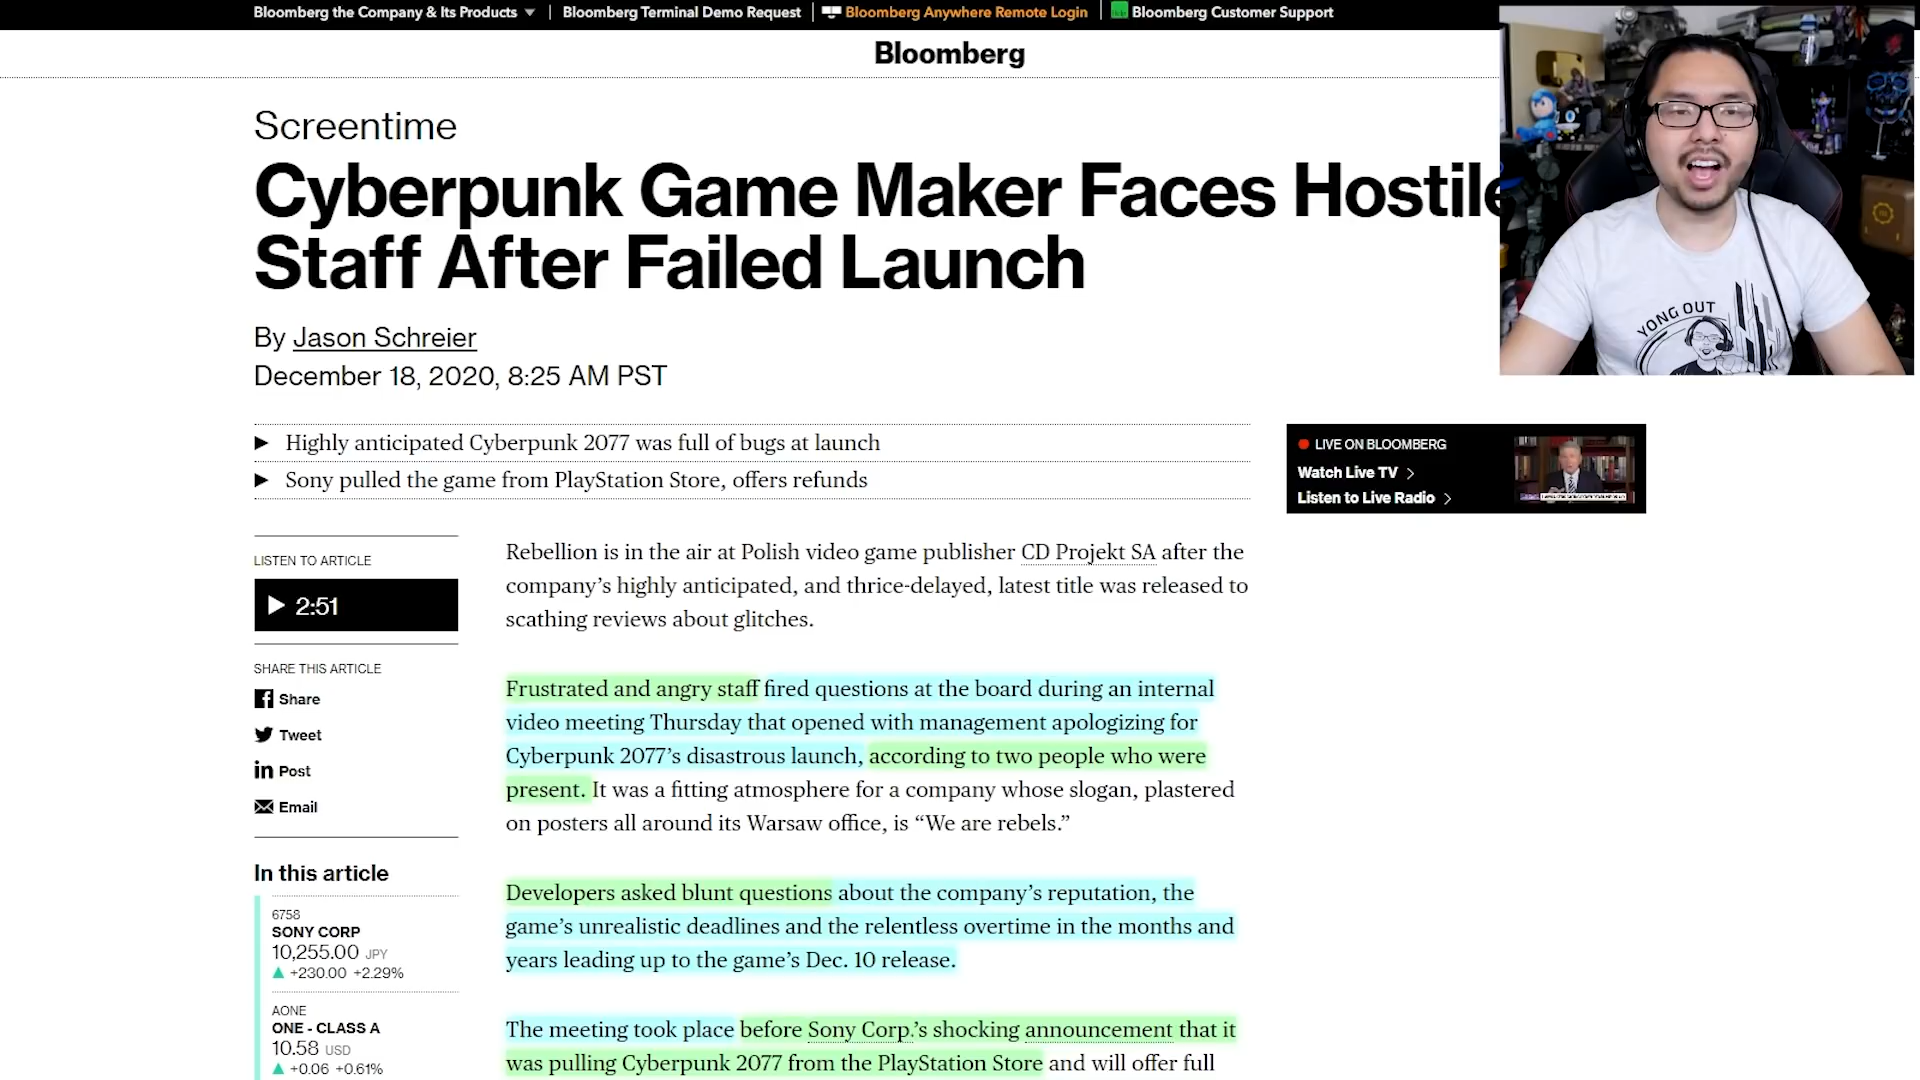 Bloomberg the Company & Its Products
Bloomberg Terminal Demo Request
Bloomberg Anywhere Remote Login
Bloomberg Customer Support
Bloomberg
Screentime
Cyberpunk Game Maker Faces Hostile
Staff After Failed Launch
By Jason Schreier
December 18, 2020, 8:25 AM PST
Highly anticipated Cyberpunk 2077 was full of bugs at launch
Sony pulled the game from PlayStation Store, offers refunds
LISTEN TO ARTICLE
2:51
SHARE THIS ARTICLE
Share
Tweet
Post
Email
In this article
6758
SONY CORP
10,255.00 JPY
▲ +230.00 +2.29%
AONE
ONE - CLASS A
10.58 USD
▲ +0.06 +0.61%
Rebellion is in the air at Polish video game publisher CD Projekt SA after the
company’s highly anticipated, and thrice-delayed, latest title was released to
scathing reviews about glitches.
Frustrated and angry staff fired questions at the board during an internal
video meeting Thursday that opened with management apologizing for
Cyberpunk 2077’s disastrous launch, according to two people who were
present. It was a fitting atmosphere for a company whose slogan, plastered
on posters all around its Warsaw office, is “We are rebels.”
Developers asked blunt questions about the company’s reputation, the
game’s unrealistic deadlines and the relentless overtime in the months and
years leading up to the game’s Dec. 10 release.
The meeting took place before Sony Corp.’s shocking announcement that it
was pulling Cyberpunk 2077 from the PlayStation Store and will offer full
LIVE ON BLOOMBERG
Watch Live TV
Listen to Live Radio
YONG OUT